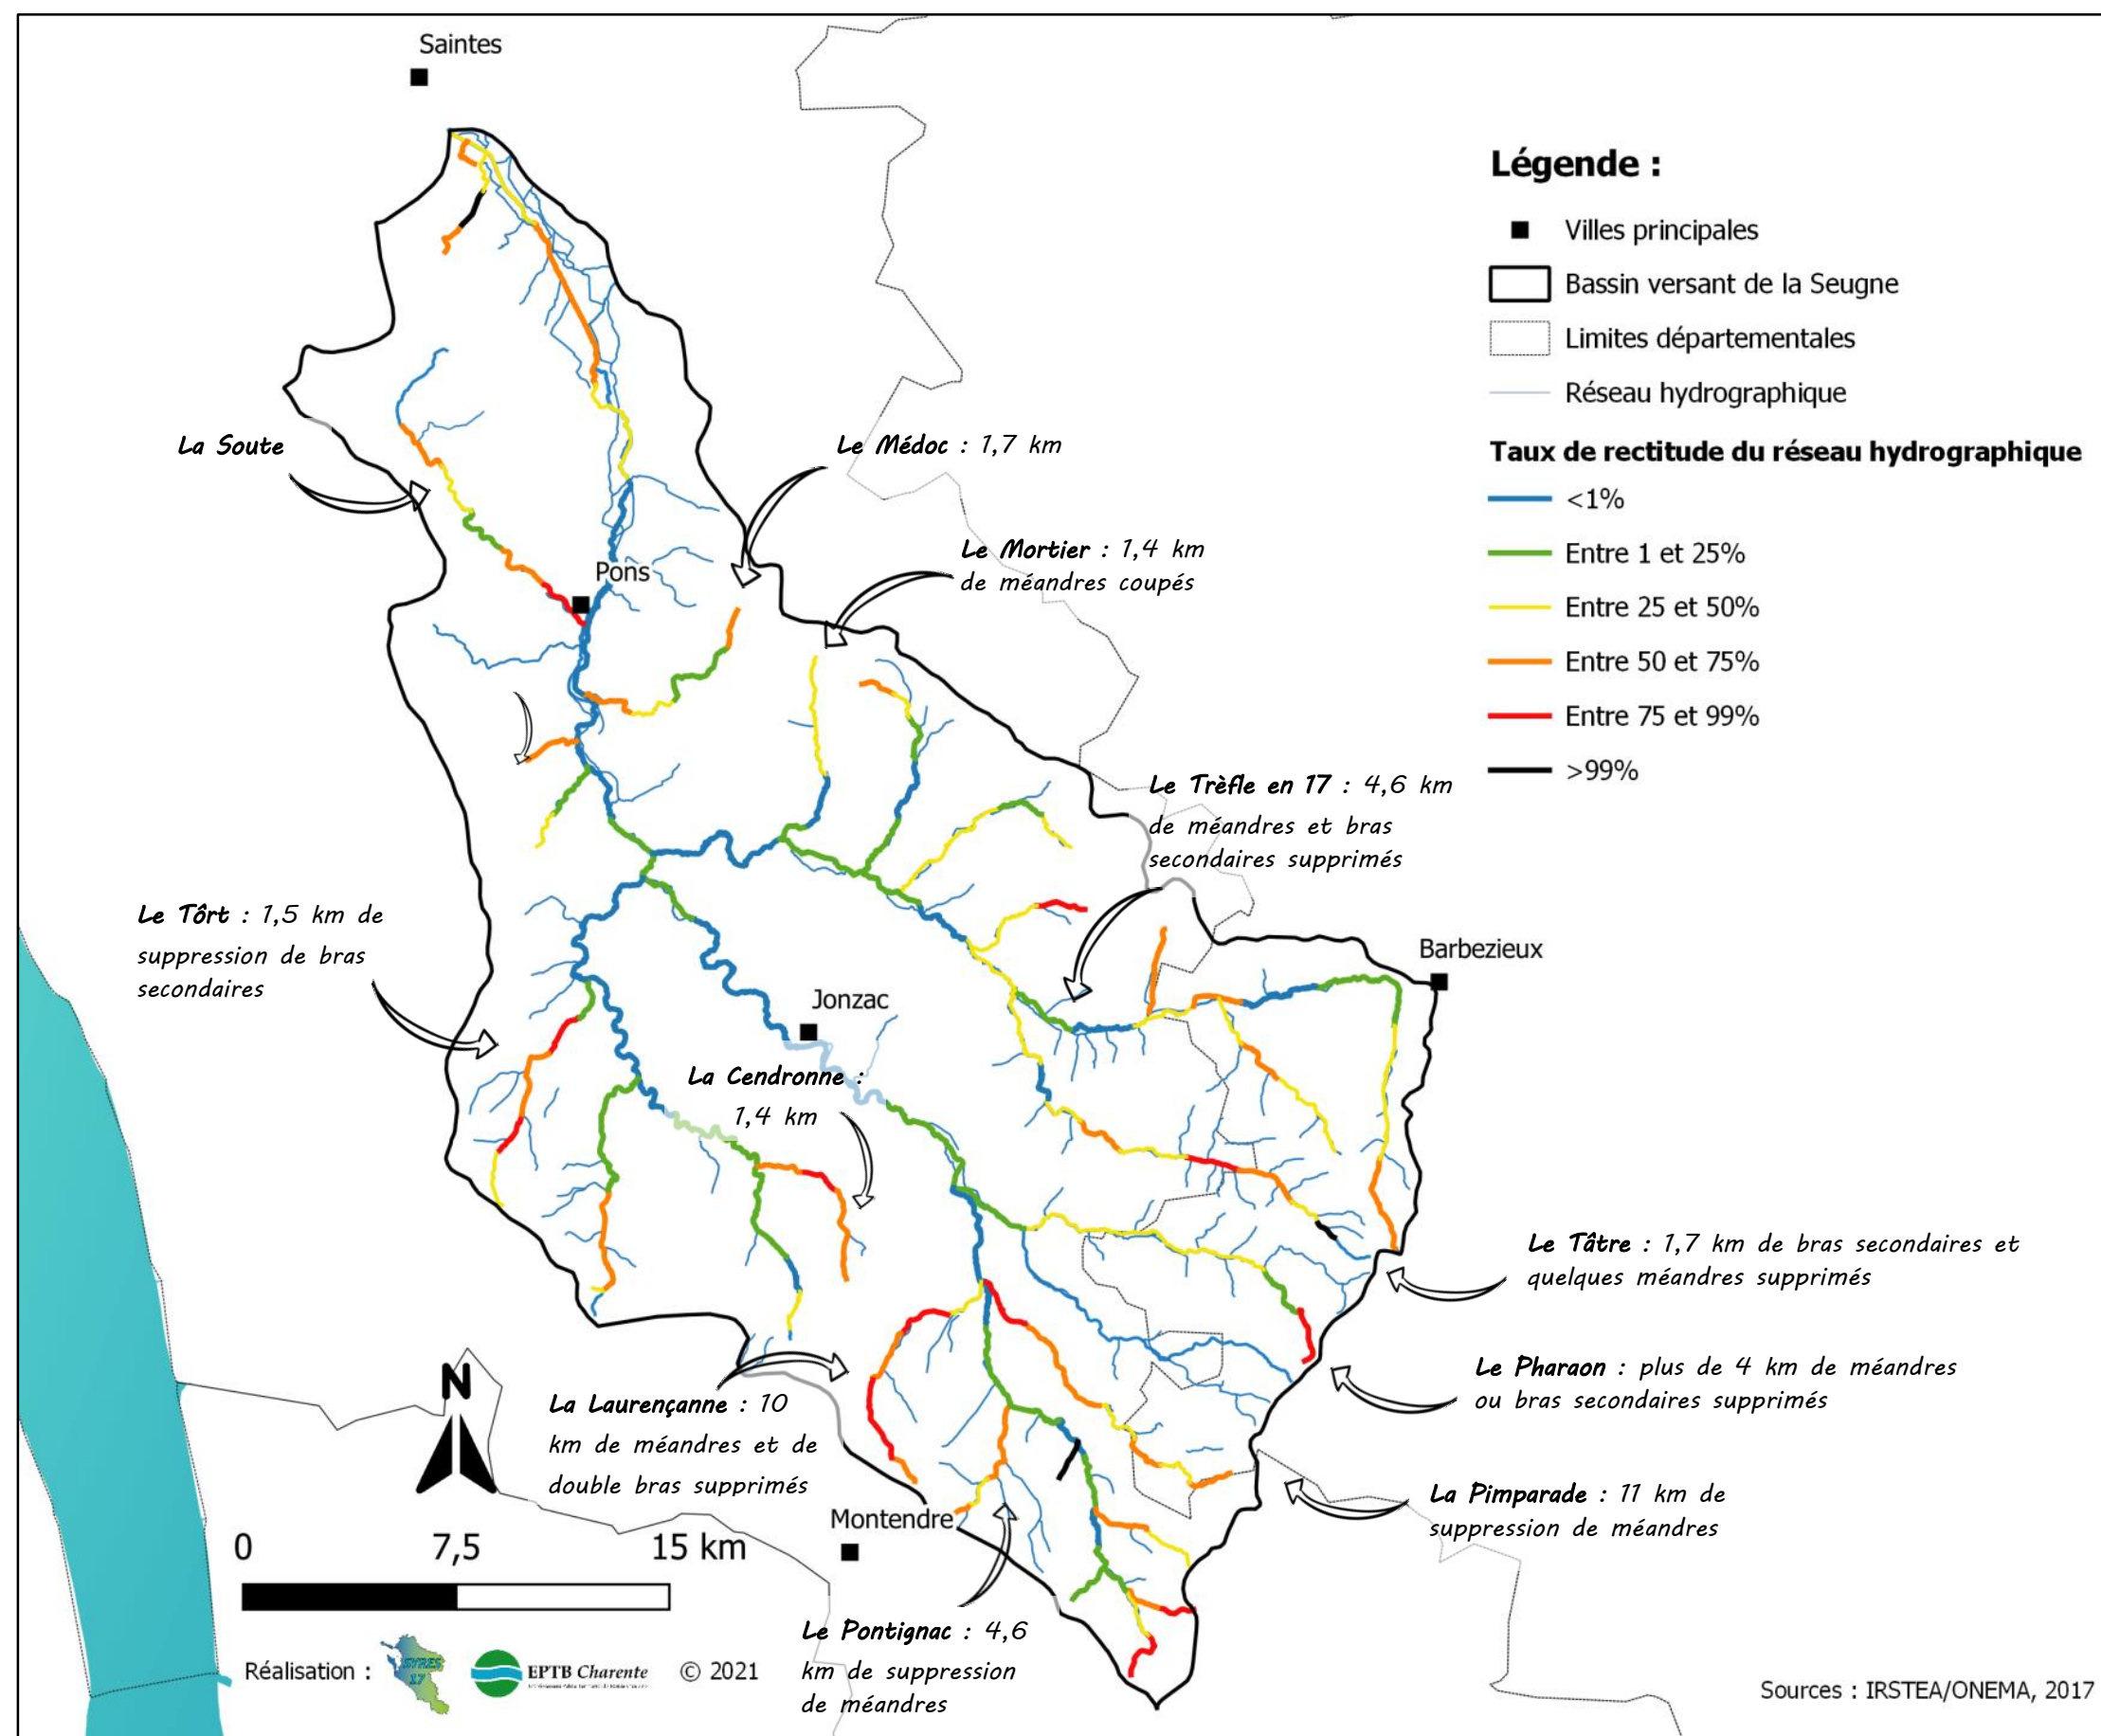 Saintes
Légende :
Villes principales
Bassin versant de la Seugne
Limites départementales
Réseau hydrographique
Taux de rectitude du réseau hydrographique
<1%
Entre 1 et 25%
Entre 25 et 50%
Entre 50 et 75%
Entre 75 et 99%
>99%
La Soute
Le Médoc : 1,7 km
Le Mortier : 1,4 km
de méandres coupés
Pons
Le Trèfle en 17 : 4,6 km
de méandres et bras
secondaires supprimés
Le Tôrt : 1,5 km de
suppression de bras
secondaires
Barbezieux
Jonzac
La Cendronne :
1,4 km
Le Tâtre : 1,7 km de bras secondaires et
quelques méandres supprimés
Le Pharaon : plus de 4 km de méandres
ou bras secondaires supprimés
La Laurençanne : 10
km de méandres et de
double bras supprimés
La Pimparade : 11 km de
suppression de méandres
Montendre
N
0 7,5 15 km
Le Pontignac : 4,6
km de suppression
de méandres
Réalisation :
EPTB Charente
© 2021
Sources : IRSTEA/ONEMA, 2017